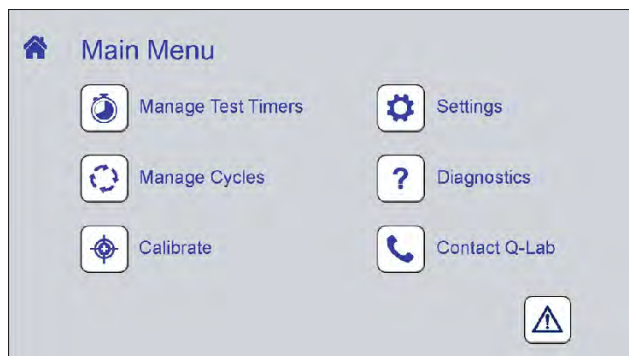 Main Menu
Manage Test Timers
Settings
Manage Cycles
? Diagnostics
Calibrate
Contact Q-Lab